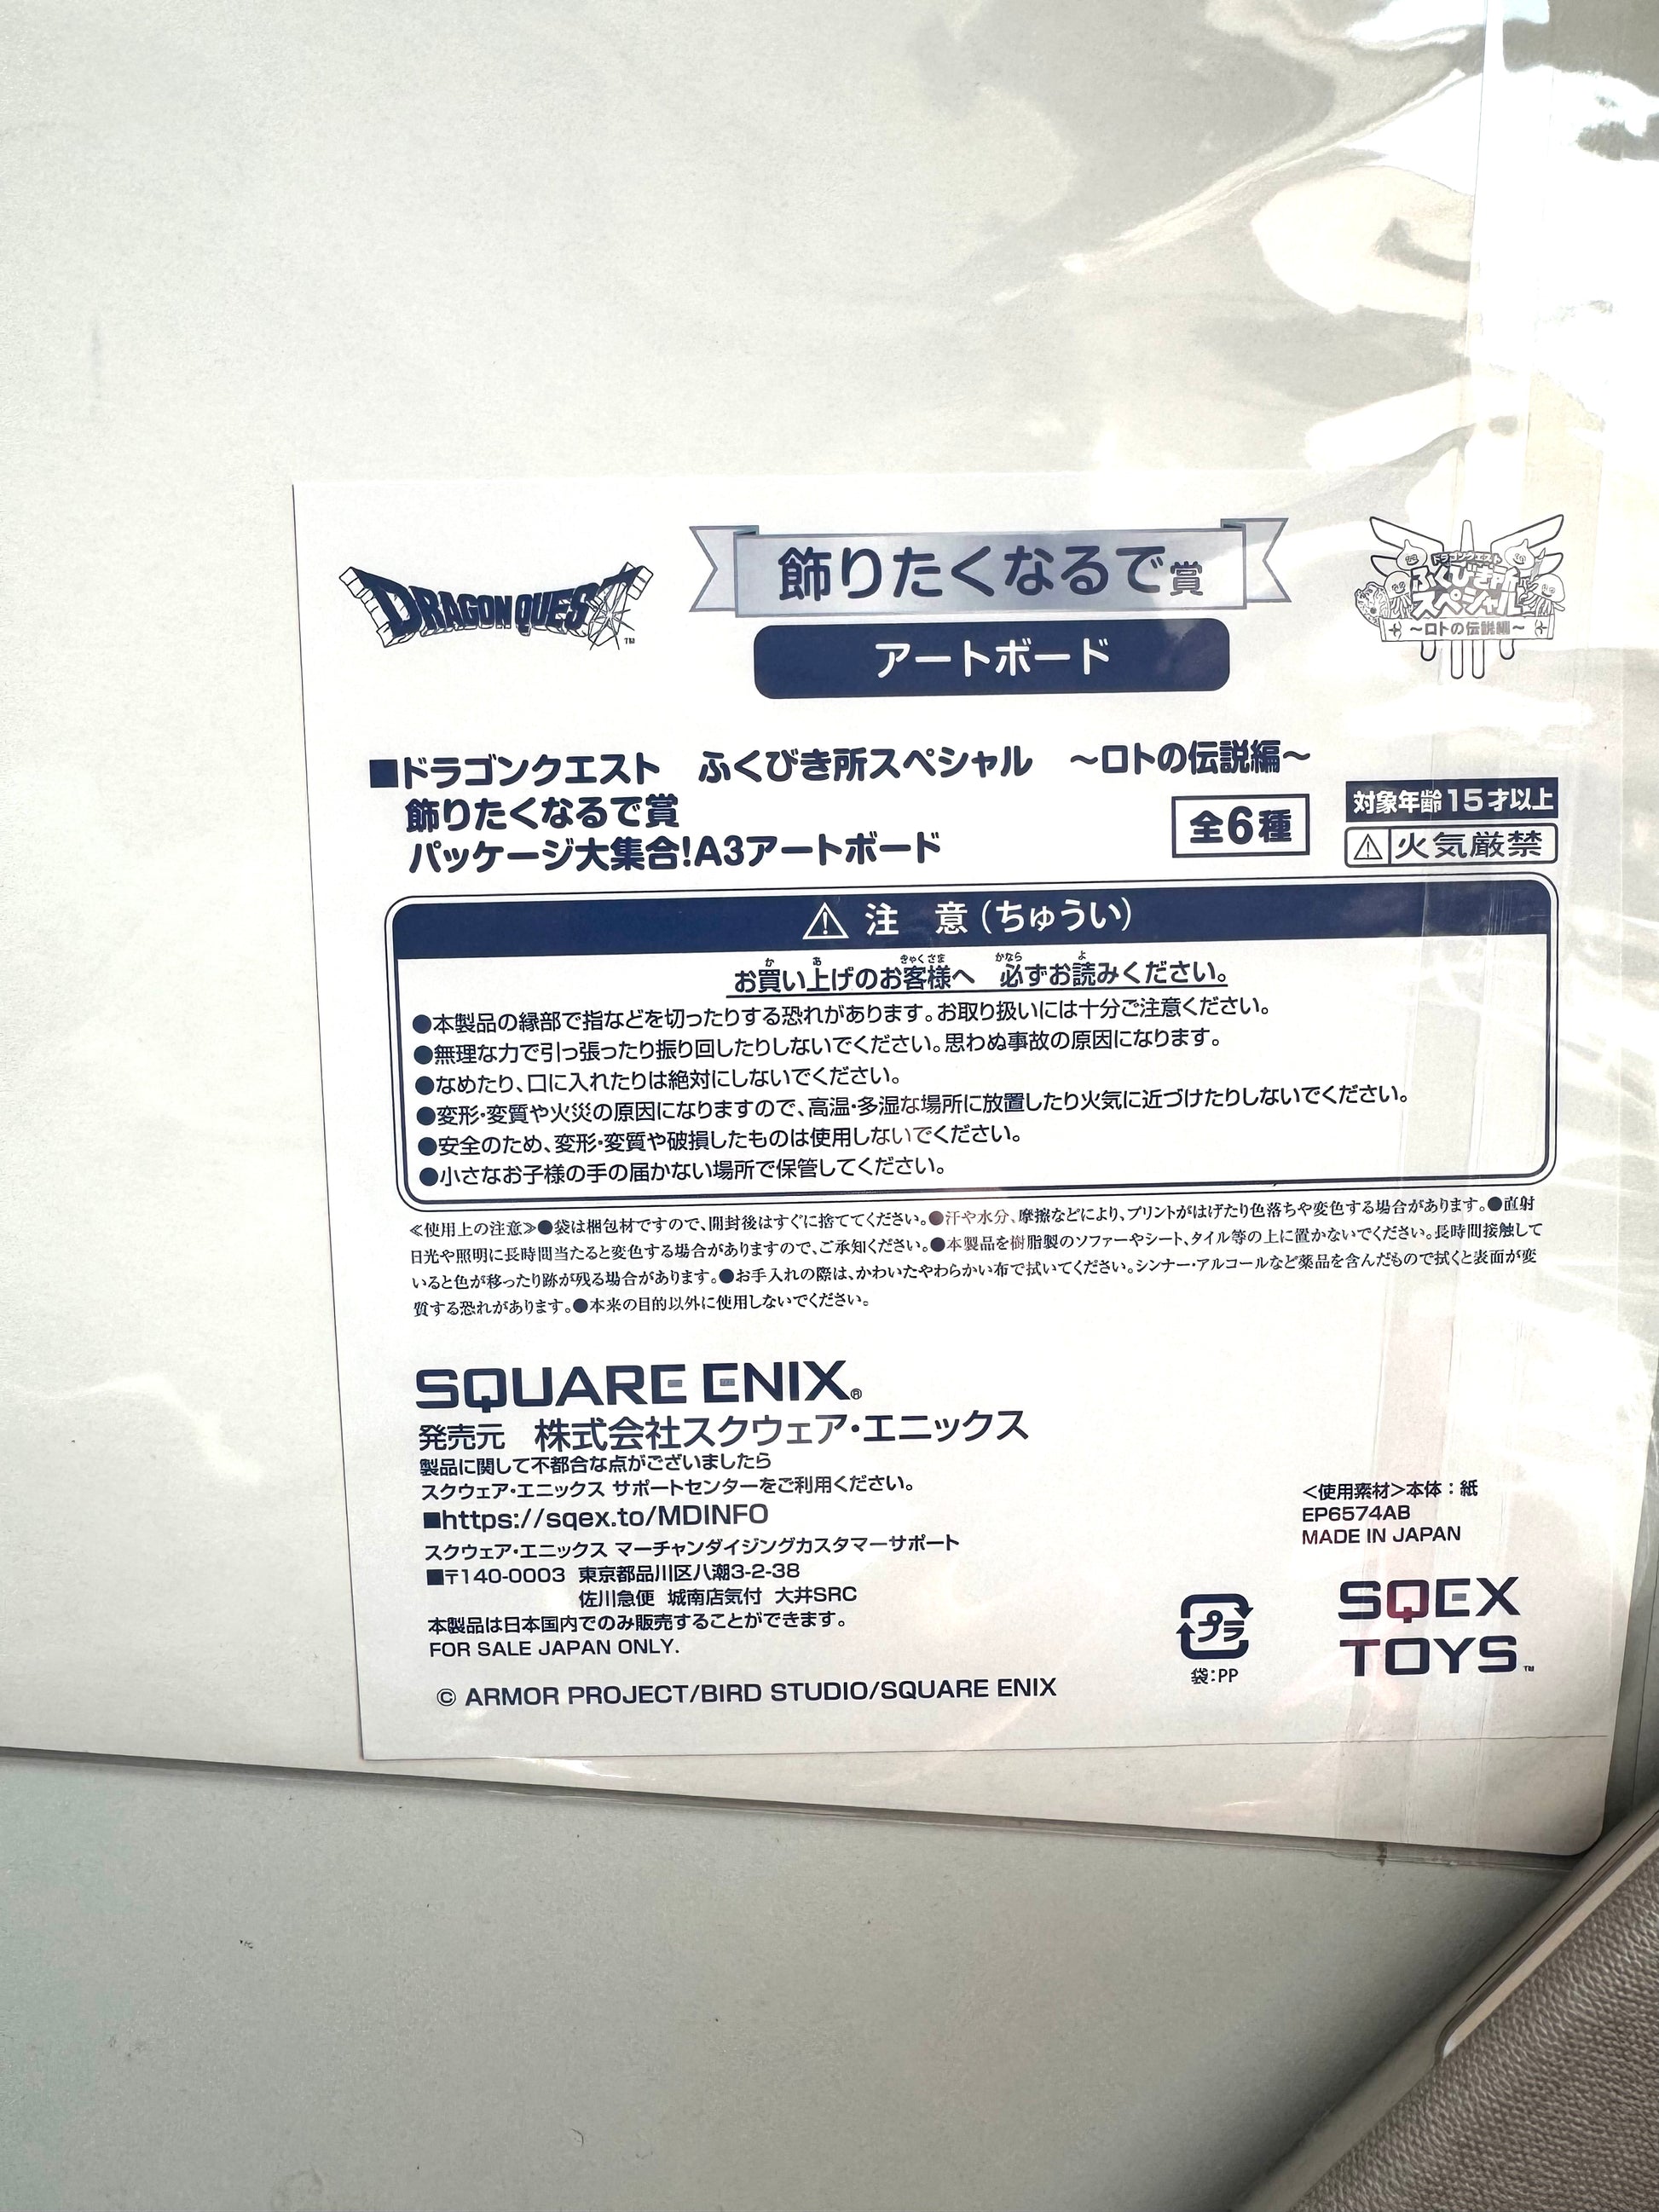 DRAGON QUEST™
飾りたくなるで賞
アートボード
ドラゴンクエスト
ふくびき所
スペシャル
～ロトの伝説編～
■ドラゴンクエスト ふくびき所スペシャル ～ロトの伝説編～
飾りたくなるで賞
パッケージ大集合!A3アートボード
全6種
対象年齢15才以上
⚠火気厳禁
⚠ 注 意(ちゅうい)
お買い上げのお客様へ 必ずお読みください。
●本製品の縁部で指などを切ったりする恐れがあります。お取り扱いには十分ご注意ください。
●無理な力で引っ張ったり振り回したりしないでください。思わぬ事故の原因になります。
●なめたり、口に入れたりは絶対にしないでください。
●変形・変質や火災の原因になりますので、高温・多湿な場所に放置したり火気に近づけたりしないでください。
●安全のため、変形・変質や破損したものは使用しないでください。
●小さなお子様の手の届かない場所で保管してください。
≪使用上の注意≫●袋は梱包材ですので、開封後はすぐに捨ててください。●汗や水分、摩擦などにより、プリントがはげたり色落ちや変色する場合があります。●直射
日光や照明に長時間当たると変色する場合がありますので、ご承知ください。●本製品を樹脂製のソファーやシート、タイル等の上に置かないでください。長時間接触して
いると色が移ったり跡が残る場合があります。●お手入れの際は、かわいたやわらかい布で拭いてください。シンナー・アルコールなど薬品を含んだもので拭くと表面が変
質する恐れがあります。●本来の目的以外に使用しないでください。
SQUARE ENIX®
発売元 株式会社スクウェア・エニックス
製品に関して不都合な点がございましたら
スクウェア・エニックス サポートセンターをご利用ください。
■https://sqex.to/MDINFO
スクウェア・エニックス マーチャンダイジングカスタマーサポート
■〒140-0003 東京都品川区八潮3-2-38
佐川急便 城南店気付 大井SRC
本製品は日本国内でのみ販売することができます。
FOR SALE JAPAN ONLY.
© ARMOR PROJECT/BIRD STUDIO/SQUARE ENIX
＜使用素材＞本体：紙
EP6574AB
MADE IN JAPAN
プラ
袋:PP
SQEX
TOYS™